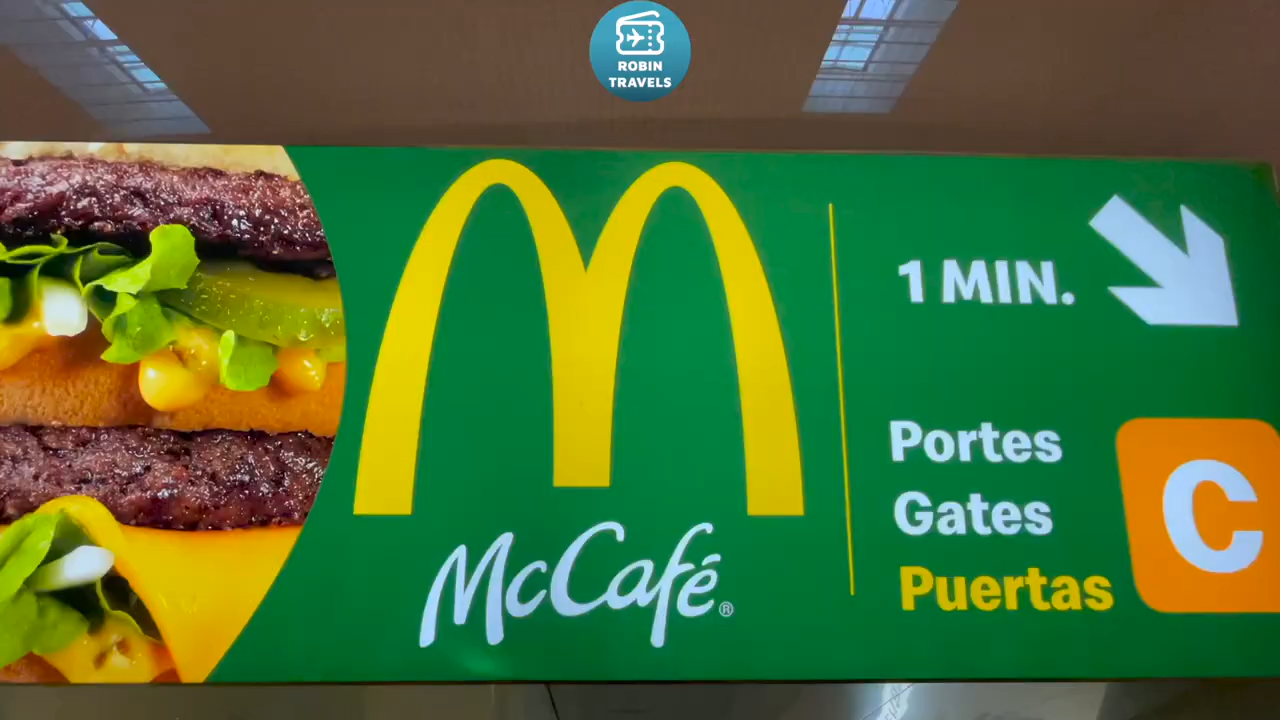 ROBIN
TRAVELS
McCafé®
1 MIN.
Portes
Gates
Puertas
C